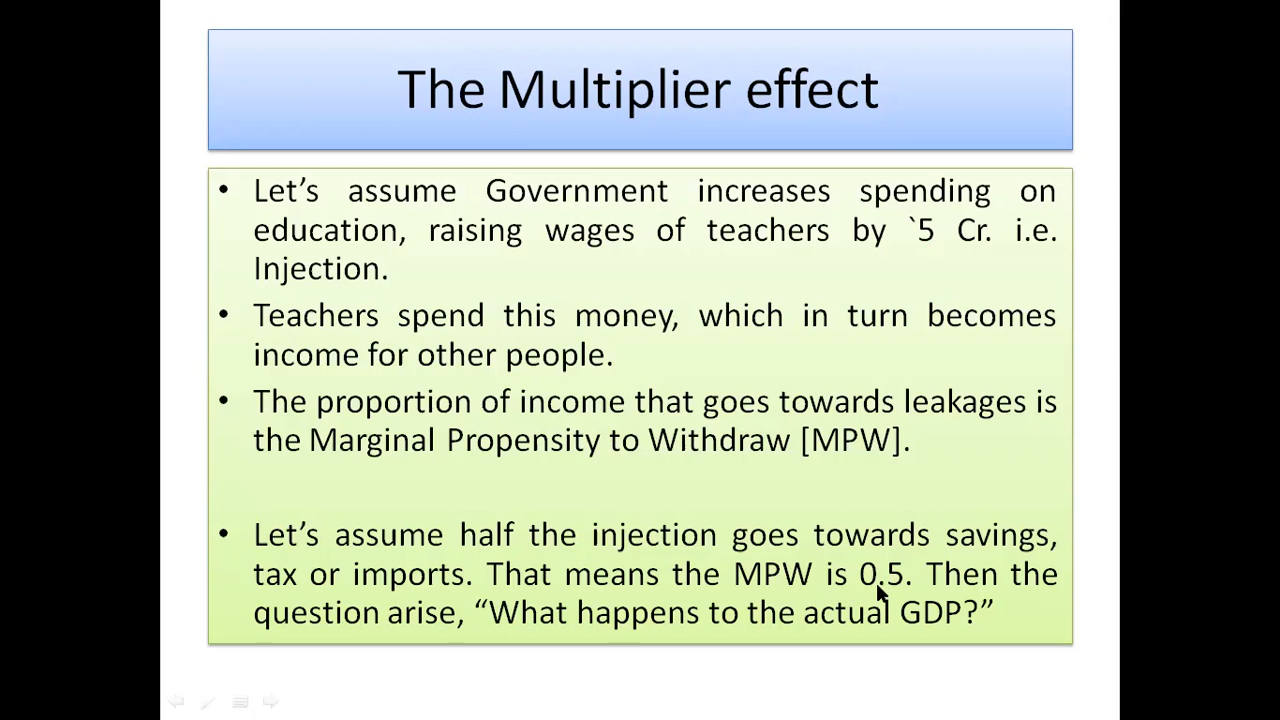 The Multiplier effect
• Let’s assume Government increases spending on
education, raising wages of teachers by `5 Cr. i.e.
Injection.
• Teachers spend this money, which in turn becomes
income for other people.
• The proportion of income that goes towards leakages is
the Marginal Propensity to Withdraw [MPW].
• Let’s assume half the injection goes towards savings,
tax or imports. That means the MPW is 0.5. Then the
question arise, “What happens to the actual GDP?”